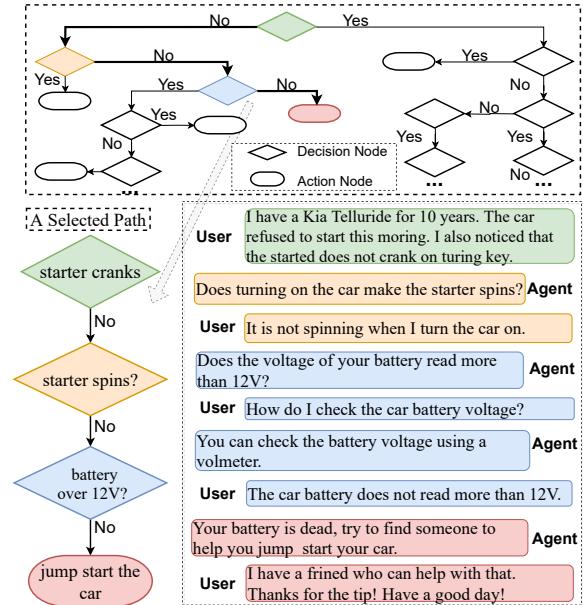 No
Yes
No
Yes
Yes
Yes
No
No
Yes
No
No
Yes
Yes
No
No
Decision Node
Action Node
...
...
...
A Selected Path
starter cranks
No
starter spins?
No
battery
over 12V?
No
jump start the
car
User
I have a Kia Telluride for 10 years. The car
refused to start this moring. I also noticed that
the started does not crank on turing key.
Does turning on the car make the starter spins?
Agent
User
It is not spinning when I turn the car on.
Does the voltage of your battery read more
than 12V?
Agent
User
How do I check the car battery voltage?
You can check the battery voltage using a
volmeter.
Agent
User
The car battery does not read more than 12V.
Your battery is dead, try to find someone to
help you jump start your car.
Agent
User
I have a frined who can help with that.
Thanks for the tip! Have a good day!